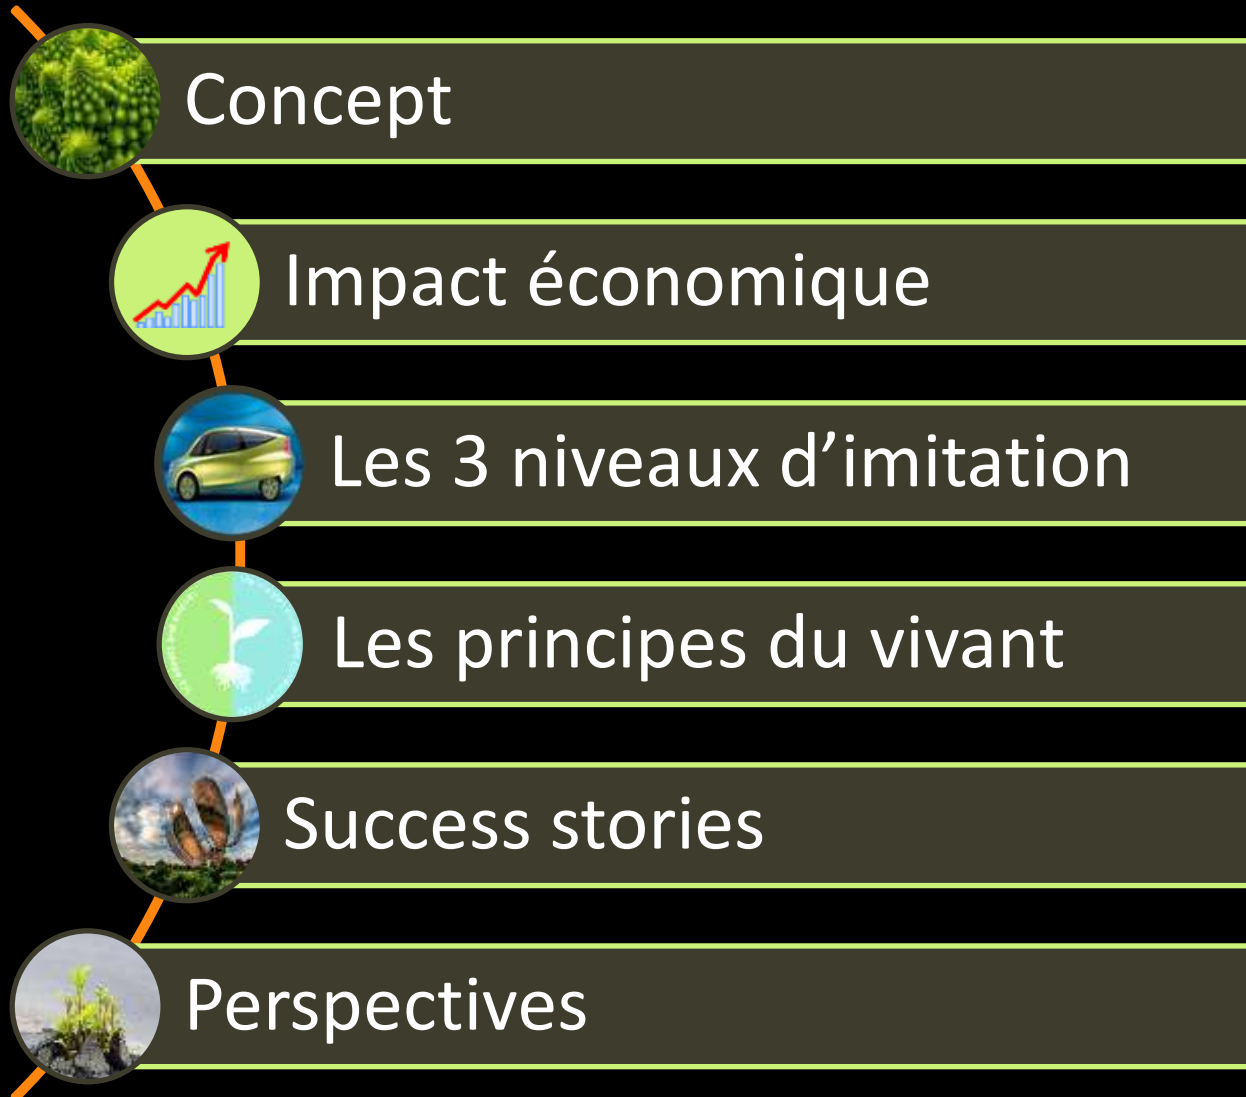 Concept
Impact économique
Les 3 niveaux d’imitation
Les principes du vivant
Success stories
Perspectives